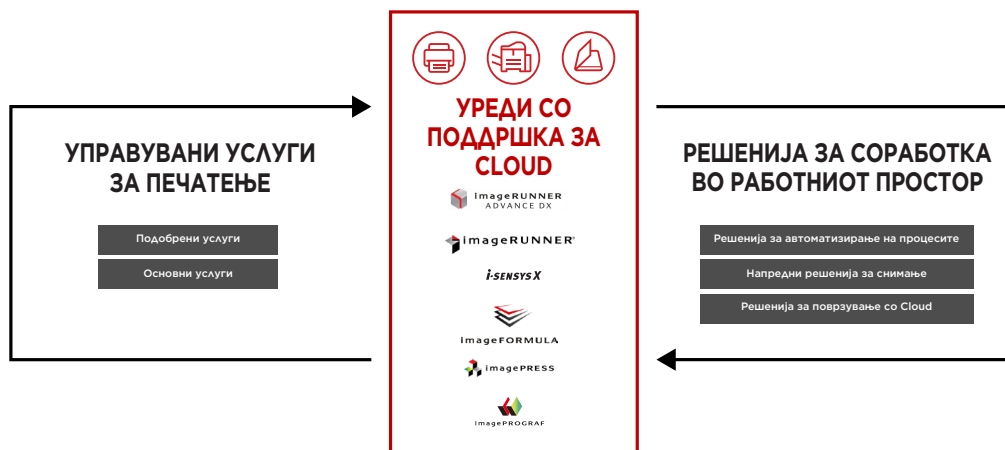 УПРАВУВАНИ УСЛУГИ
ЗА ПЕЧАТЕЊЕ
Подобрени услуги
Основни услуги
УРЕДИ СО
ПОДДРШКА ЗА
CLOUD
imageRUNNER
ADVANCE DX
imageRUNNER®
i-SENSYS X
imageFORMULA
imagePRESS
imagePROGRAF
РЕШЕНИЈА ЗА СОРАБОТКА
ВО РАБОТНИОТ ПРОСТОР
Решенија за автоматизирање на процесите
Напредни решенија за снимање
Решенија за поврзување со Cloud